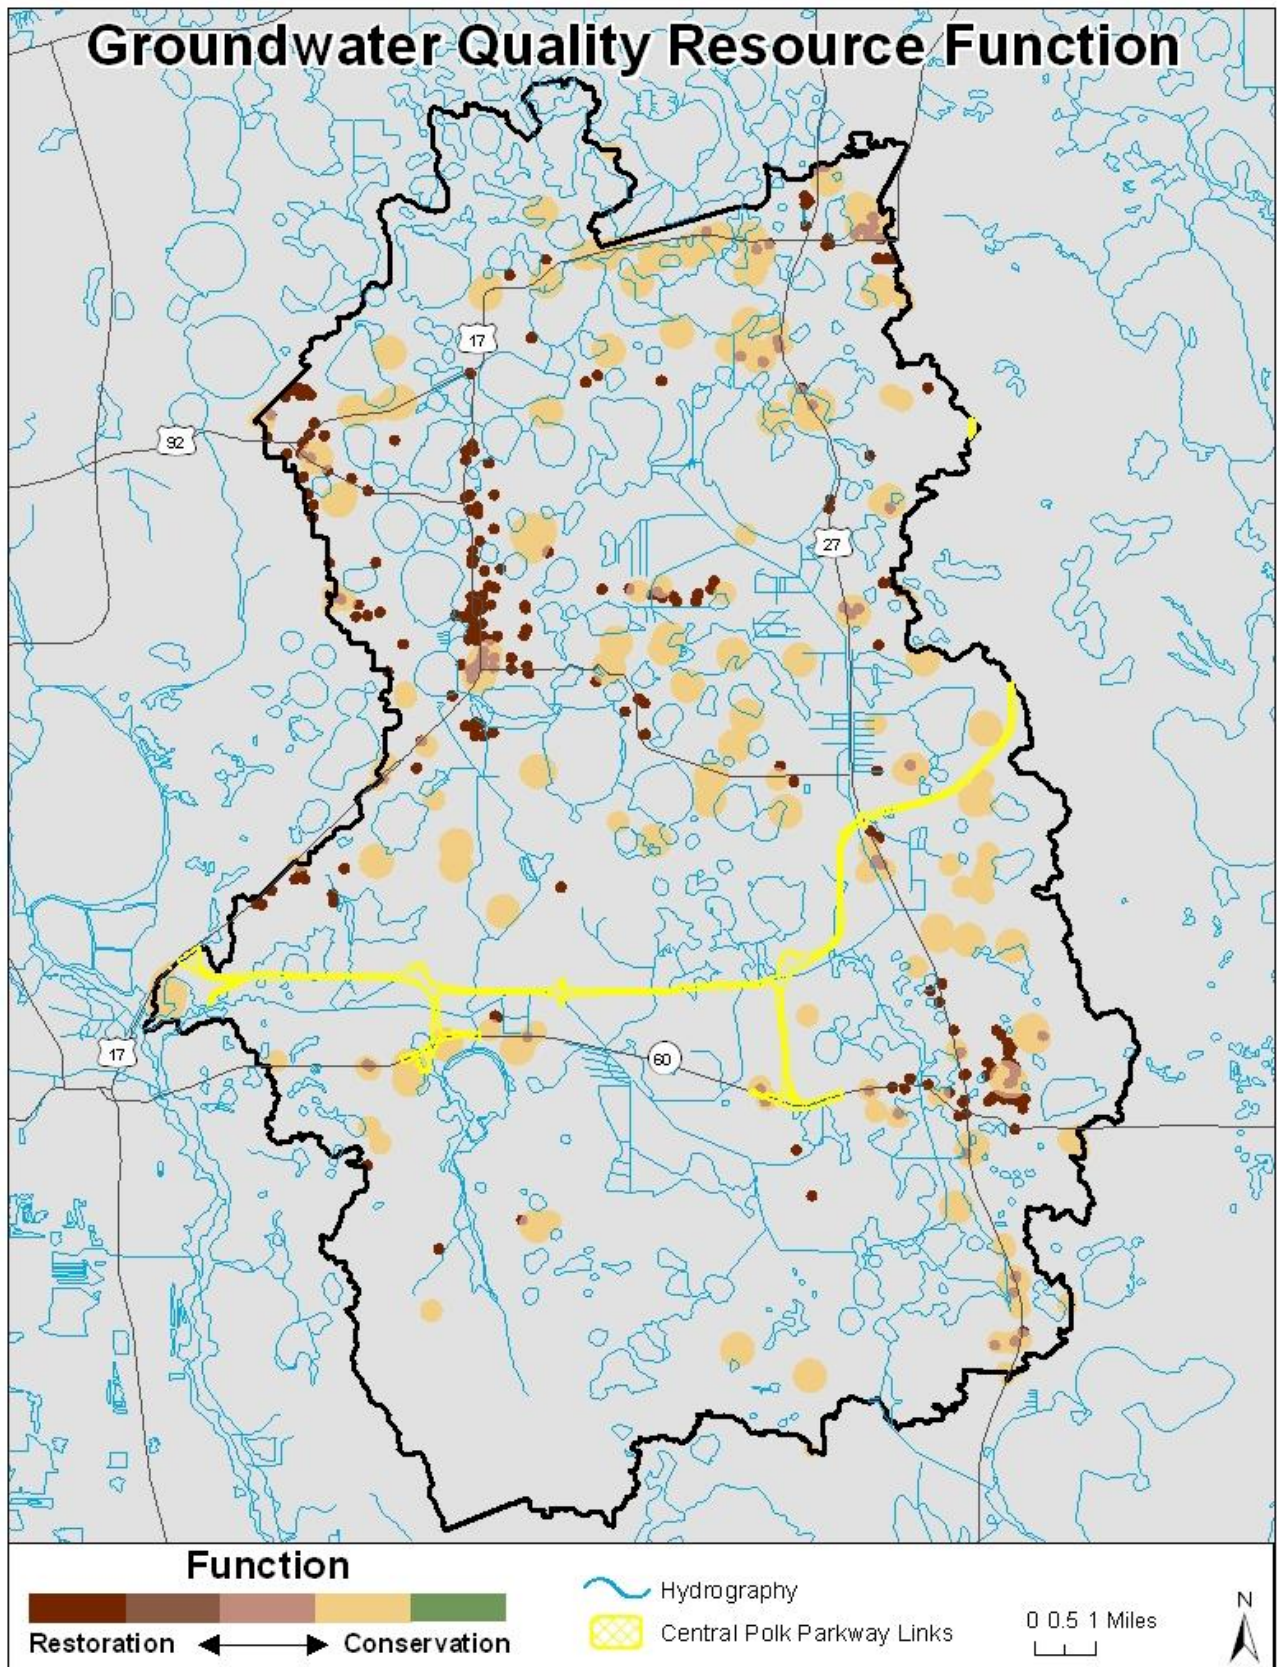 Groundwater Quality Resource Function
17
92
27
17
60
Function
Restoration
Conservation
Hydrography
Central Polk Parkway Links
0 0.5 1 Miles
N